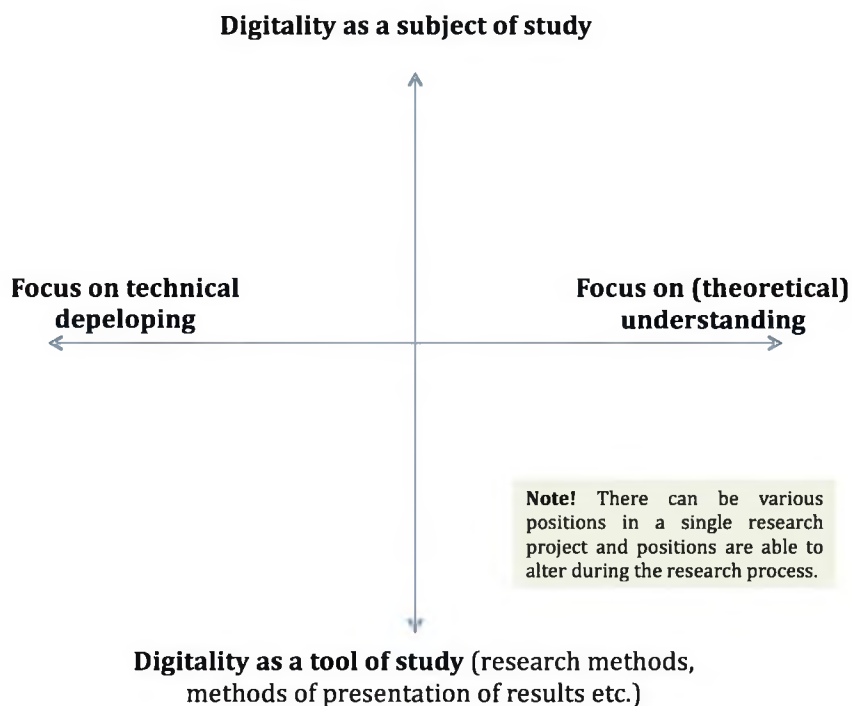 Digitality as a subject of study
Focus on technical
depeloping
Focus on (theoretical)
understanding
Note! There can be various
positions in a single research
project and positions are able to
alter during the research process.
Digitality as a tool of study (research methods,
methods of presentation of results etc.)